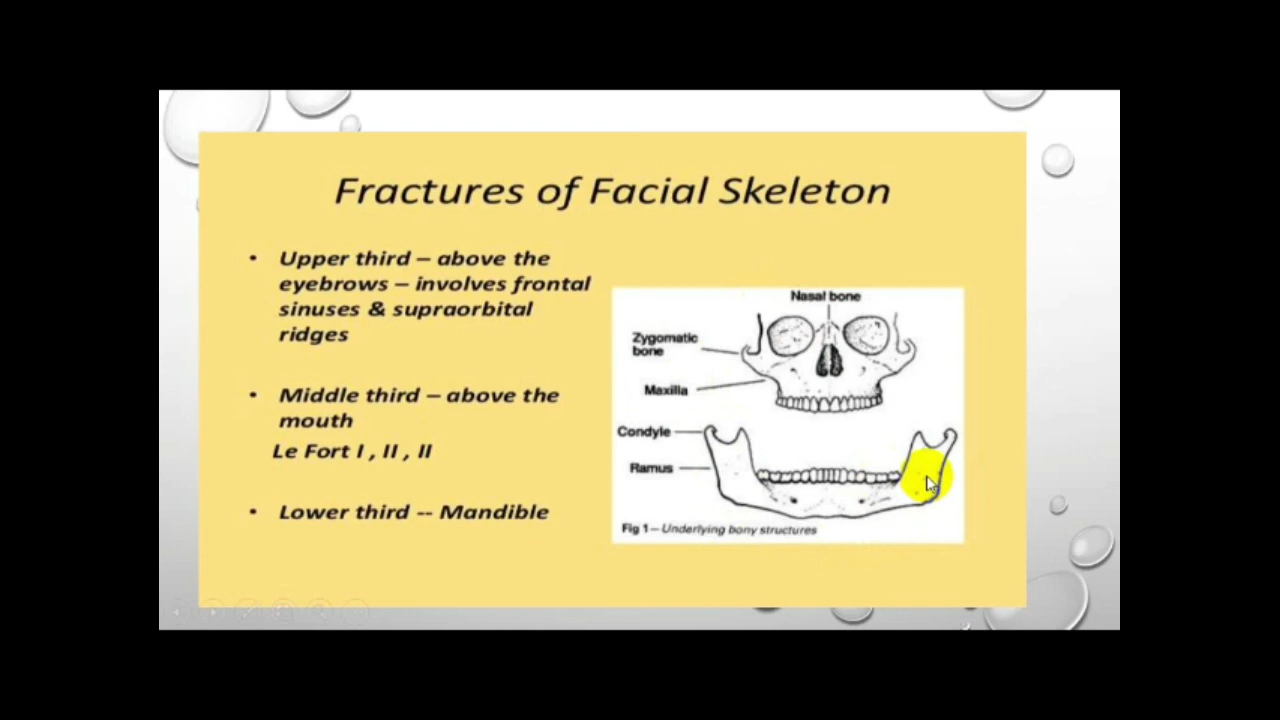 Fractures of Facial Skeleton
• Upper third – above the
eyebrows – involves frontal
sinuses & supraorbital
ridges
• Middle third – above the
mouth
Le Fort I , II , II
• Lower third -- Mandible
Nasal bone
Zygomatic
bone
Maxilla
Condyle
Ramus
Fig 1 – Underlying bony structures